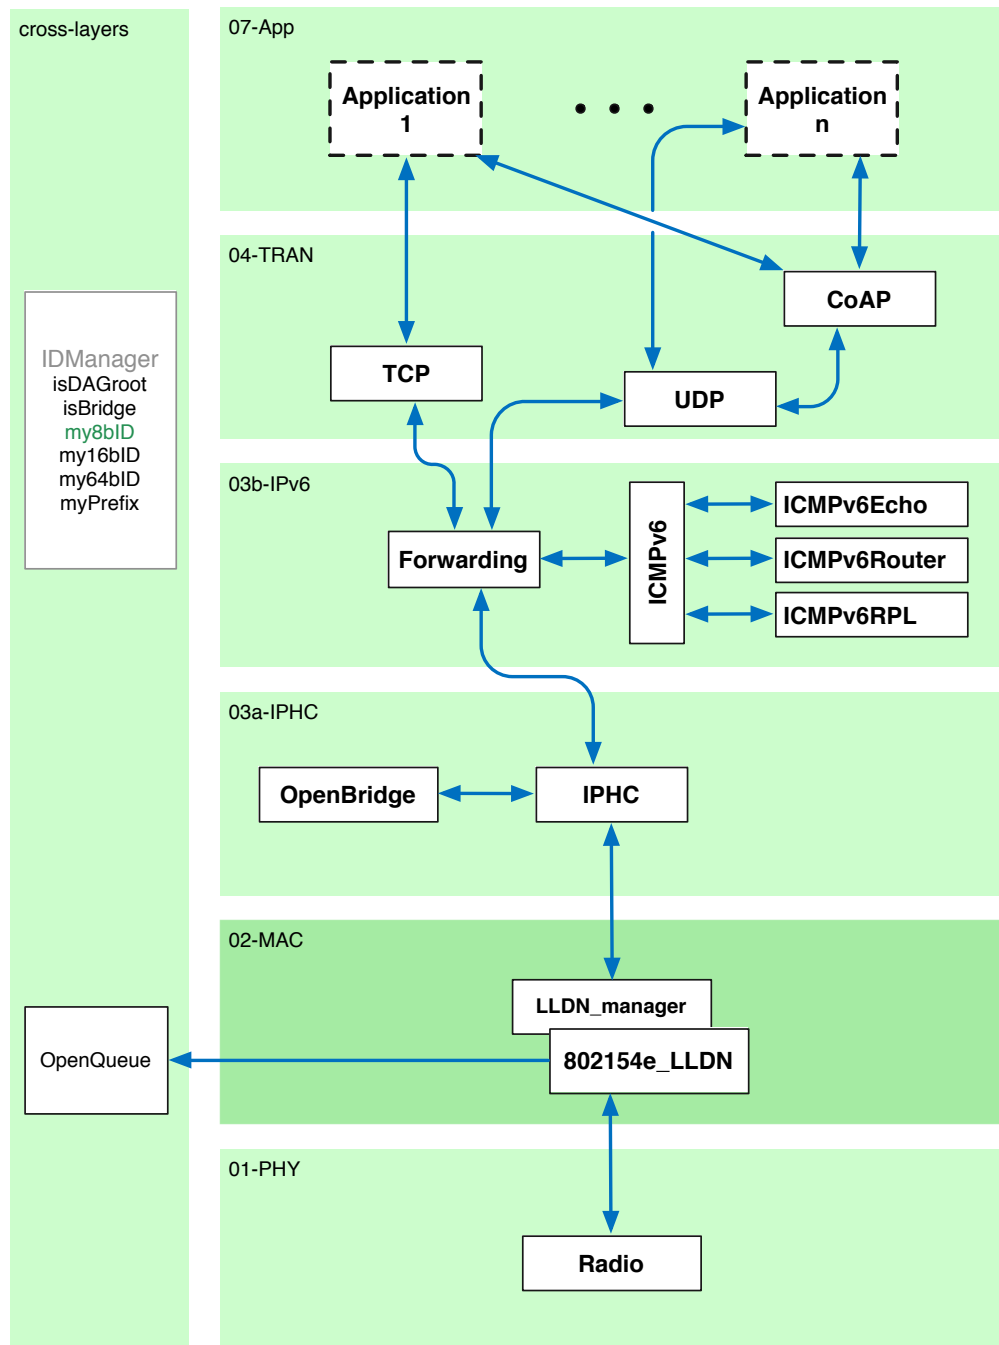 cross-layers
IDManager
isDAGroot
isBridge
my8bID
my16bID
my64bID
myPrefix
OpenQueue
07-App
Application
1
• • •
Application
n
04-TRAN
CoAP
TCP
UDP
03b-IPv6
Forwarding
ICMPv6
ICMPv6Echo
ICMPv6Router
ICMPv6RPL
03a-IPHC
OpenBridge
IPHC
02-MAC
LLDN_manager
802154e_LLDN
01-PHY
Radio